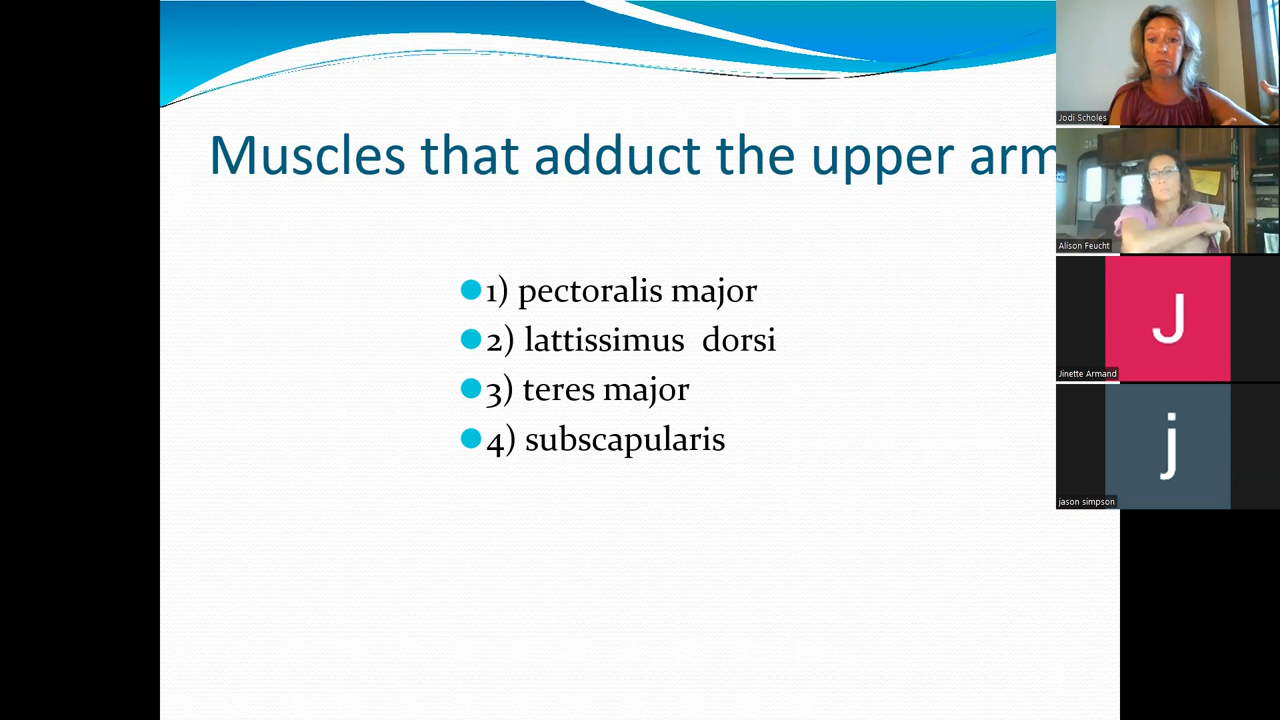 Muscles that adduct the upper arm
1) pectoralis major
2) lattissimus dorsi
3) teres major
4) subscapularis
Jodi Scholes
Alison Feucht
J
Jinette Armand
j
jason simpson